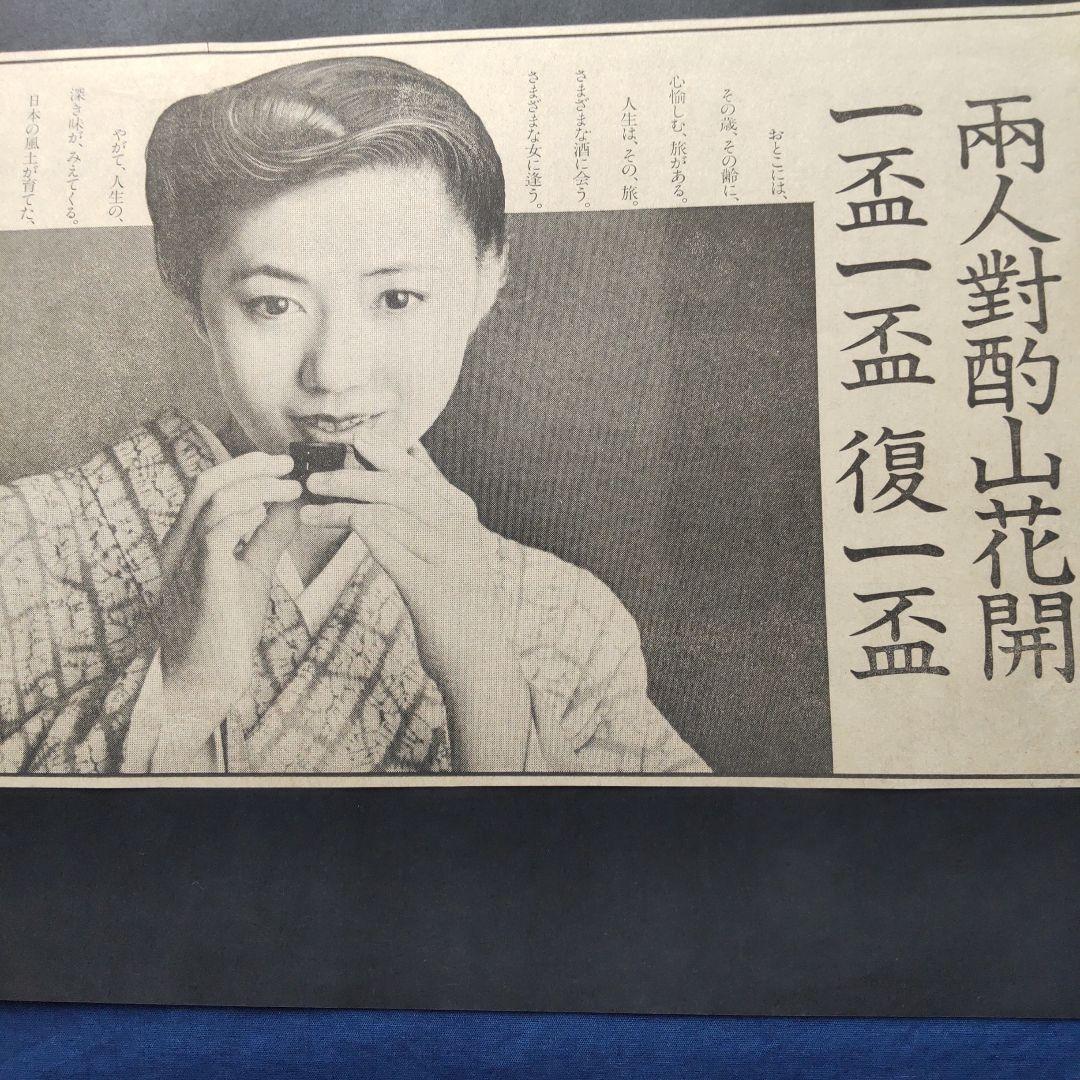 兩人對酌山花開
一盃一盃復一盃
おとこには、
その歳、その齢に、
心愉しむ、旅がある。
人生は、その、旅。
さまざまな酒に会う。
さまざまな女に逢う。
やがて、人生の、
深き味が、みえてくる。
日本の風土が育てた、